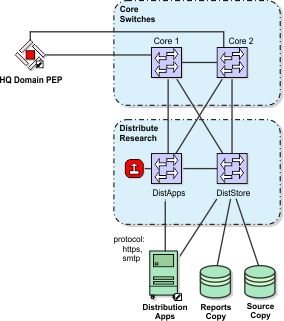 Core
Switches
Core 1
Core 2
HQ Domain PEP
Distribute
Research
DistApps
DistStore
protocol:
https,
smtp
Distribution
Apps
Reports
Copy
Source
Copy